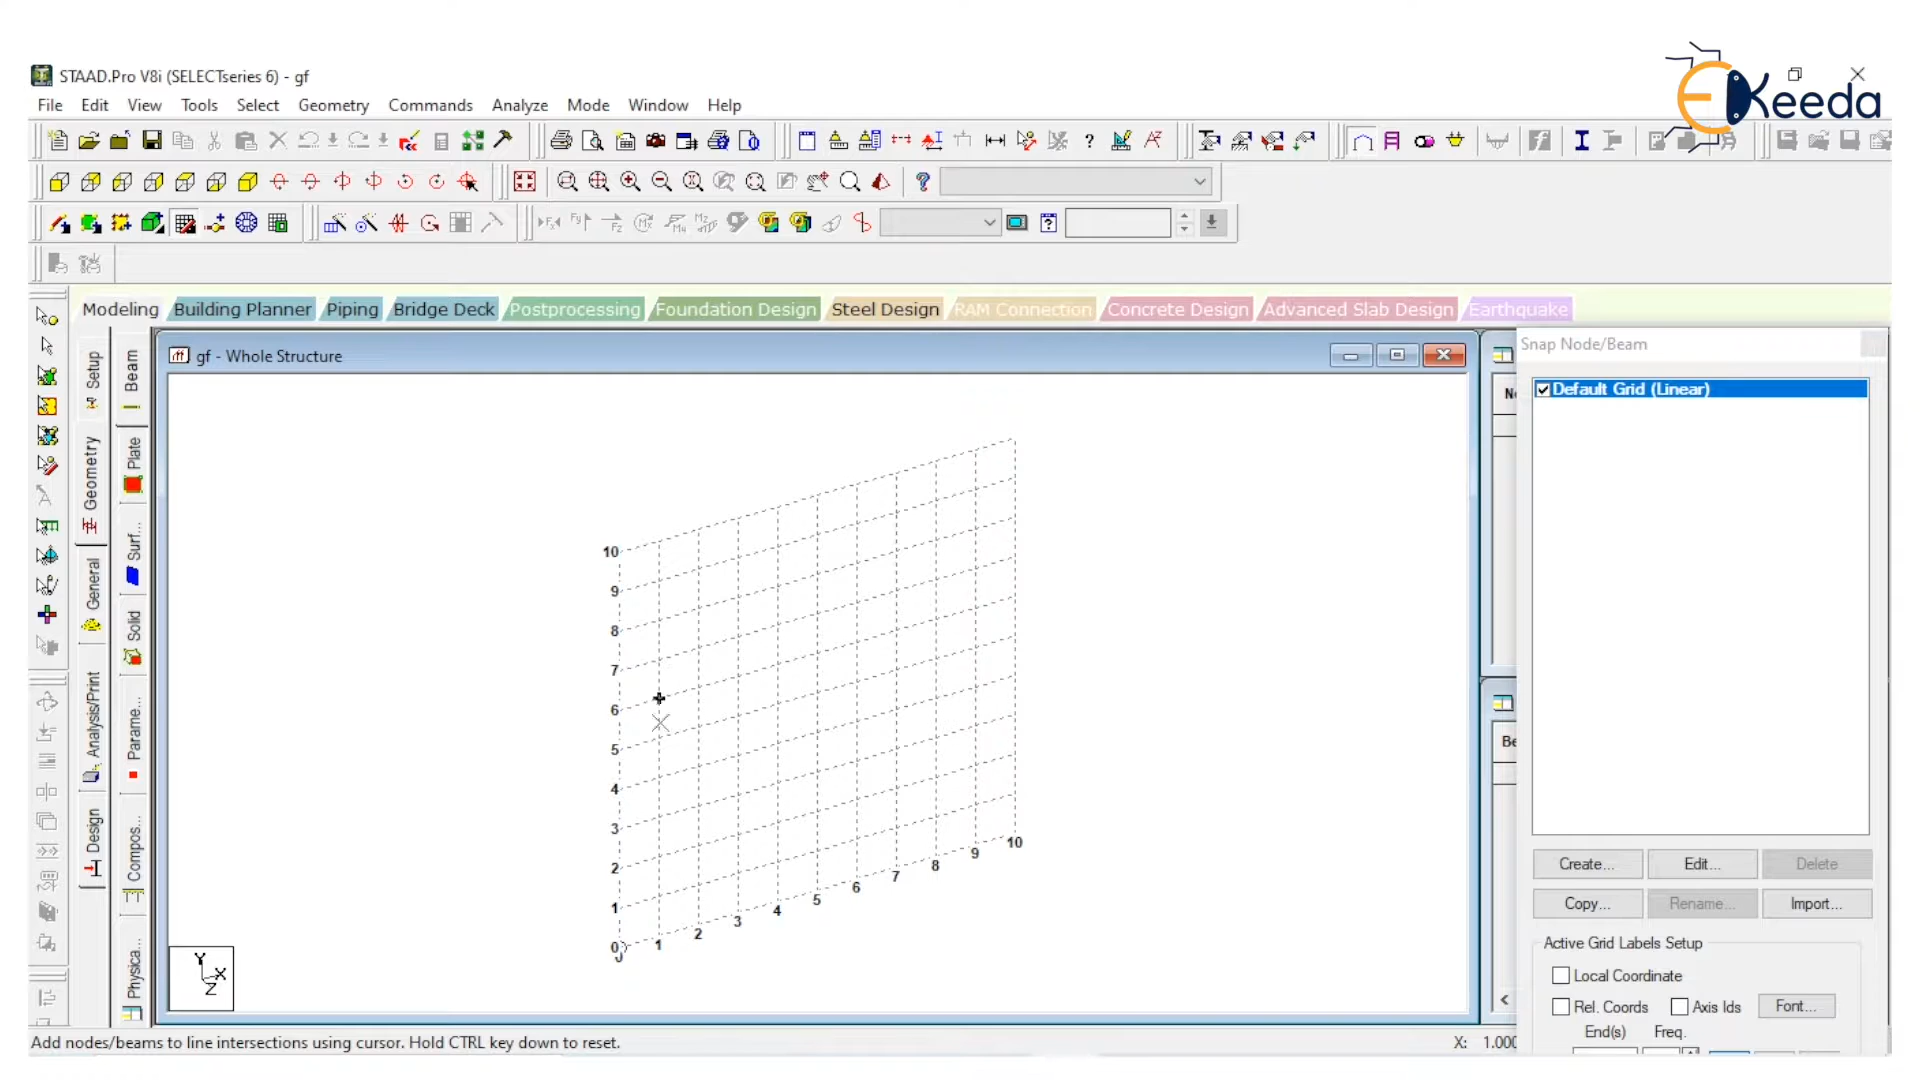 STAAD.Pro V8i (SELECTseries 6) - gf
EKeeda
File Edit View Tools Select Geometry Commands Analyze Mode Window Help
Modeling Building Planner Piping Bridge Deck Postprocessing Foundation Design Steel Design RAM Connection Concrete Design Advanced Slab Design Earthquake
gf - Whole Structure
Snap Node/Beam
Default Grid (Linear)
Setup
Geometry
General
Analysis/Print
Design
Beam
Plate
Surf...
Solid
Parame...
Compos...
Physica...
10
9
8
7
6
5
4
3
2
1
0
1 2 3 4 5 6 7 8 9 10
Y
X
Z
Create... Edit... Delete
Copy... Rename... Import...
Active Grid Labels Setup
Local Coordinate
Rel. Coords Axis Ids Font...
End(s) Freq.
Add nodes/beams to line intersections using cursor. Hold CTRL key down to reset.
X: 1.000